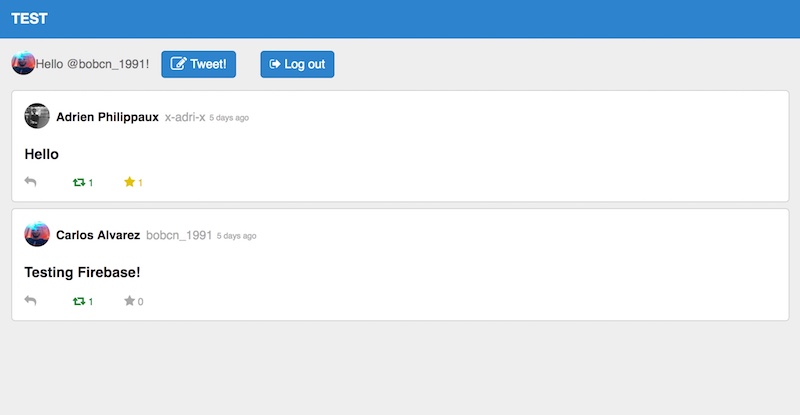 TEST
Hello @bobcn_1991! Tweet! Log out
Adrien Philippaux x-adri-x 5 days ago
Hello
1 1
Carlos Alvarez bobcn_1991 5 days ago
Testing Firebase!
1 0